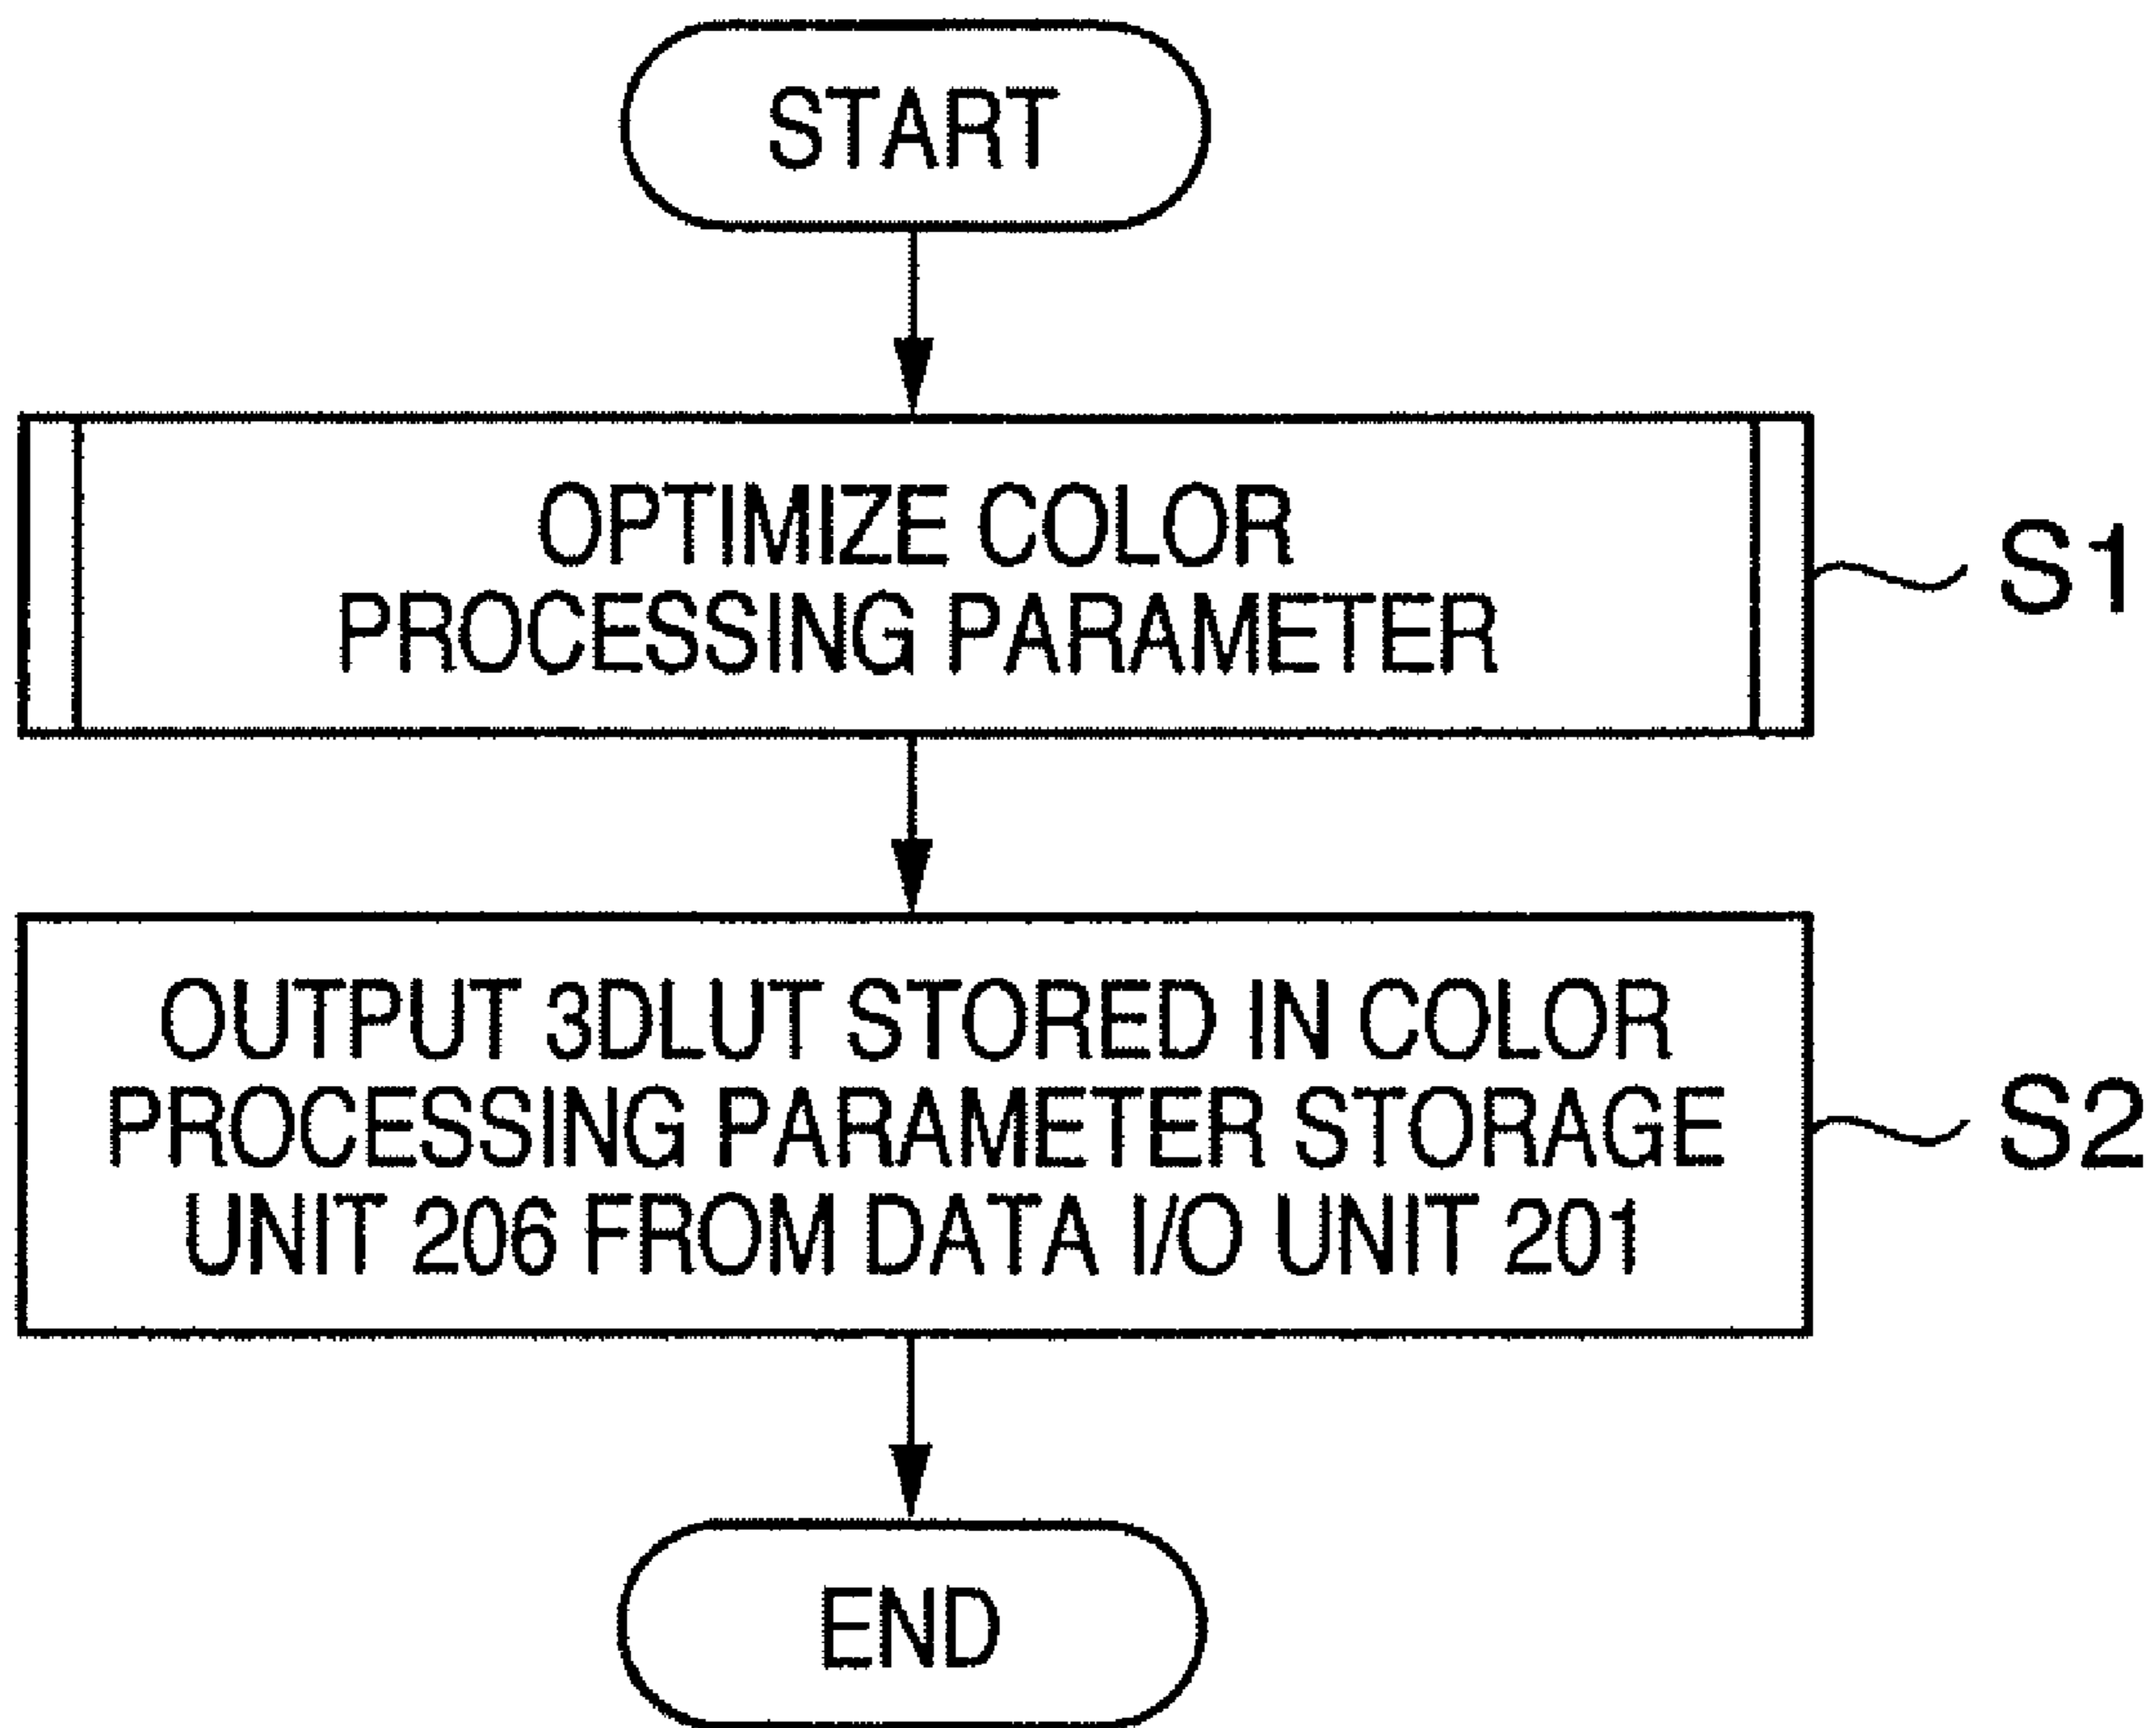 START
OPTIMIZE COLOR
PROCESSING PARAMETER
S1
OUTPUT 3DLUT STORED IN COLOR
PROCESSING PARAMETER STORAGE
UNIT 206 FROM DATA I/O UNIT 201
S2
END